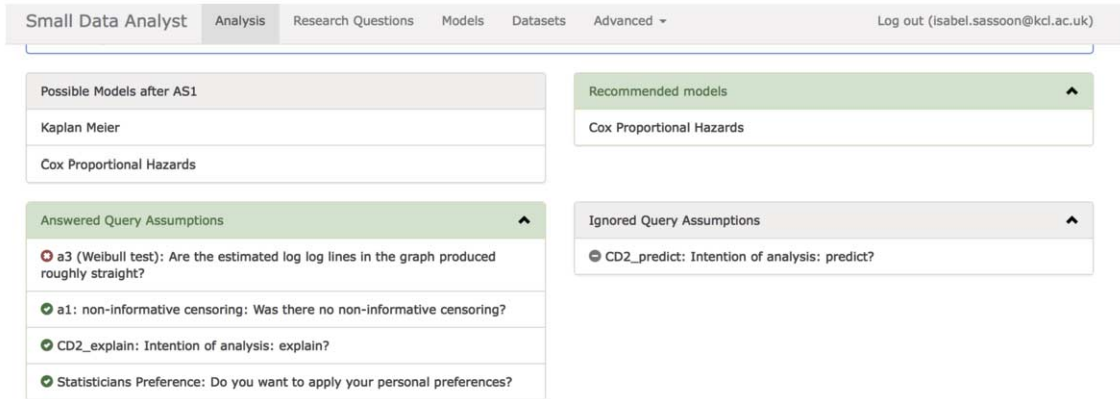 Small Data Analyst Analysis Research Questions Models Datasets Advanced Log out (isabel.sassoon@kcl.ac.uk)
Possible Models after AS1
Kaplan Meier
Cox Proportional Hazards
Recommended models
Cox Proportional Hazards
Answered Query Assumptions
a3 (Weibull test): Are the estimated log log lines in the graph produced
roughly straight?
a1: non-informative censoring: Was there no non-informative censoring?
CD2_explain: Intention of analysis: explain?
Statisticians Preference: Do you want to apply your personal preferences?
Ignored Query Assumptions
CD2_predict: Intention of analysis: predict?